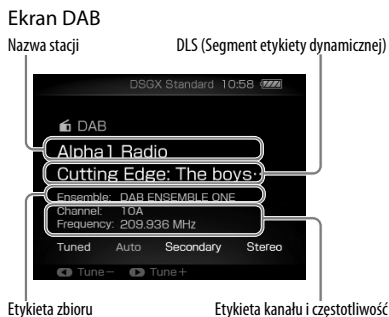 Ekran DAB
Nazwa stacji
DLS (Segment etykiety dynamicznej)
DSGX Standard 10:58
DAB
Alpha1 Radio
Cutting Edge: The boys··
Ensemble: DAB ENSEMBLE ONE
Channel: 10A
Frequency: 209.936 MHz
Tuned Auto Secondary Stereo
Tune− Tune+
Etykieta zbioru
Etykieta kanału i częstotliwość